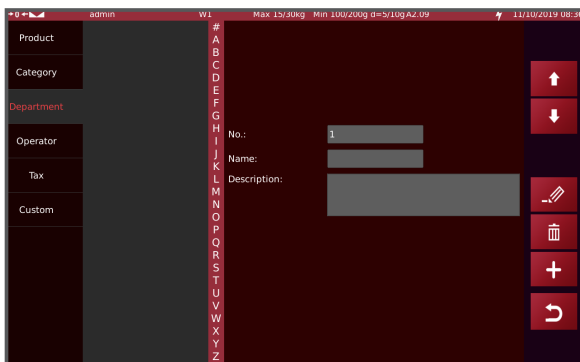 →0← admin W1 Max 15/30kg Min 100/200g d=5/10g A2.09 11/10/2019 08:3
Product
Category
Department
Operator
Tax
Custom
#
A
B
C
D
E
F
G
H
I
J
K
L
M
N
O
P
Q
R
S
T
U
V
W
X
Y
Z
No.: 1
Name:
Description: